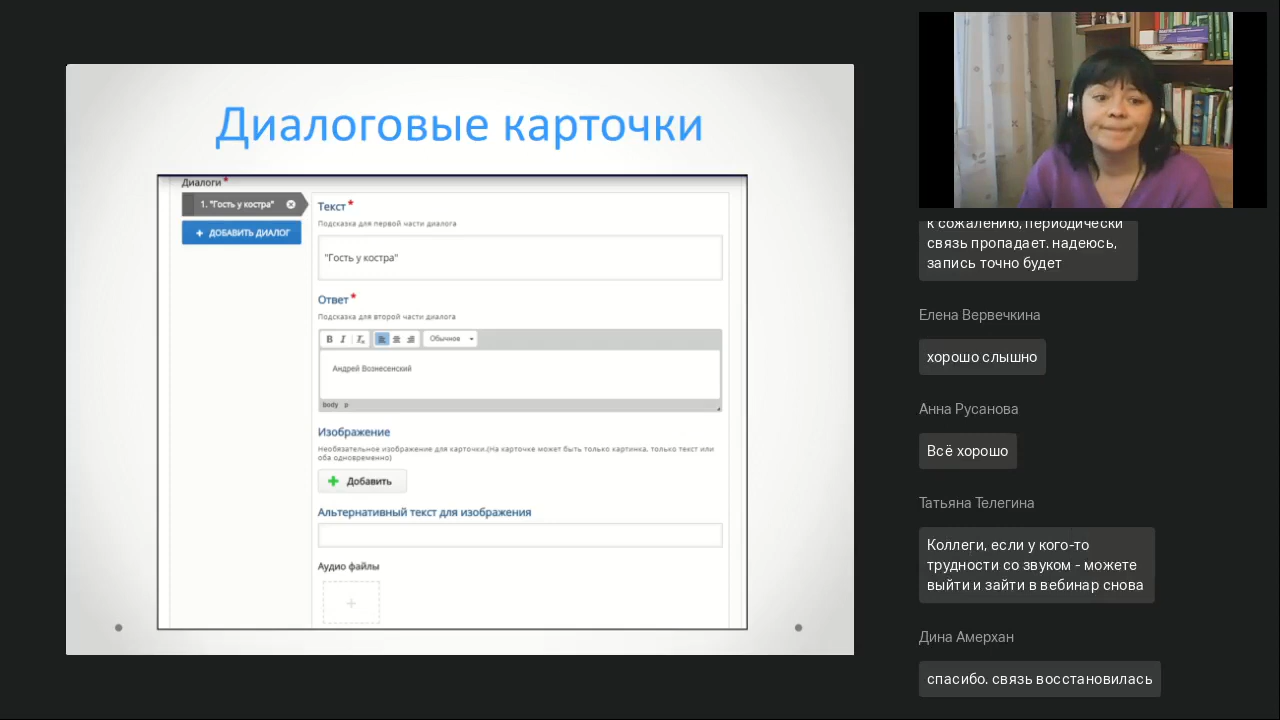 Диалоговые карточки
Диалоги *
1. "Гость у костра"
+ ДОБАВИТЬ ДИАЛОГ
Текст *
Подсказка для первой части диалога
"Гость у костра"
Ответ *
Подсказка для второй части диалога
B I Tx Обычное
Андрей Вознесенский
body p
Изображение
Необязательное изображение для карточки.(На карточке может быть только картинка, только текст или
оба одновременно)
Добавить
Альтернативный текст для изображения
Аудио файлы
+
к сожалению, периодически
связь пропадает. надеюсь,
запись точно будет
Елена Вервечкина
хорошо слышно
Анна Русанова
Всё хорошо
Татьяна Телегина
Коллеги, если у кого-то
трудности со звуком - можете
выйти и зайти в вебинар снова
Дина Амерхан
спасибо. связь восстановилась